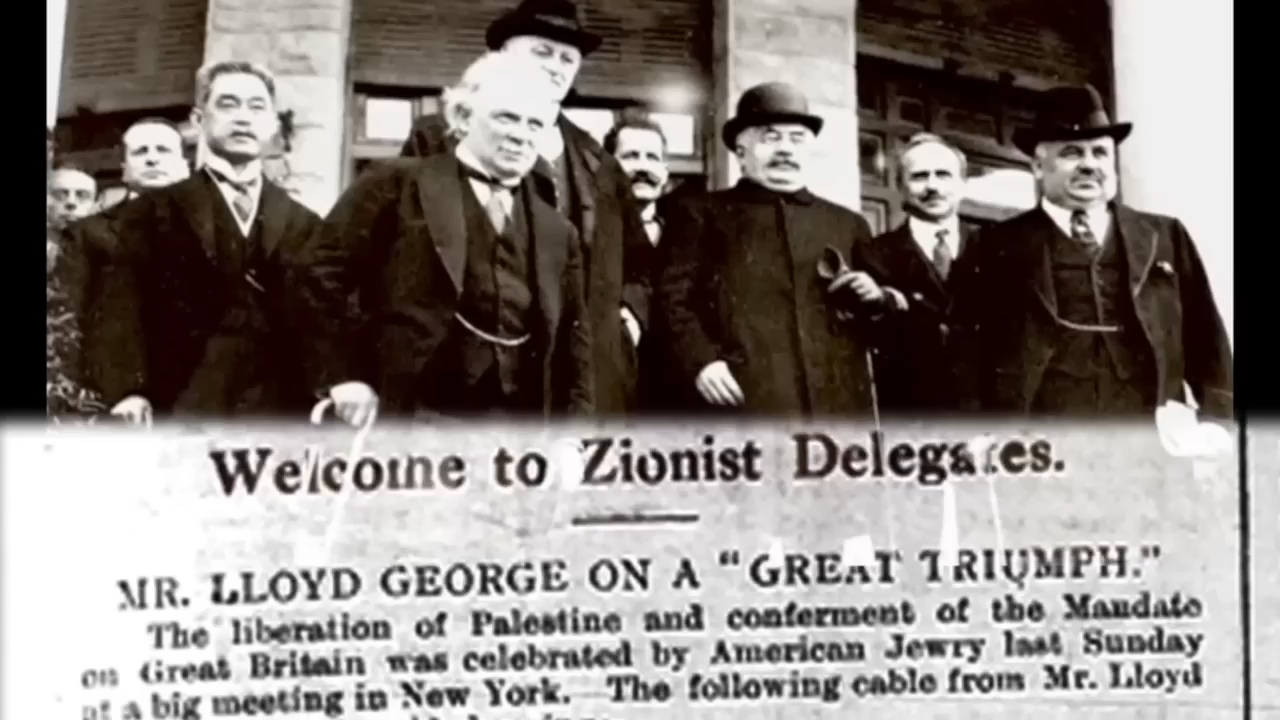 Welcome to Zionist Delegates.
MR. LLOYD GEORGE ON A "GREAT TRIUMPH."
The liberation of Palestine and conferment of the Mandate
on Great Britain was celebrated by American Jewry last Sunday
at a big meeting in New York. The following cable from Mr. Lloyd